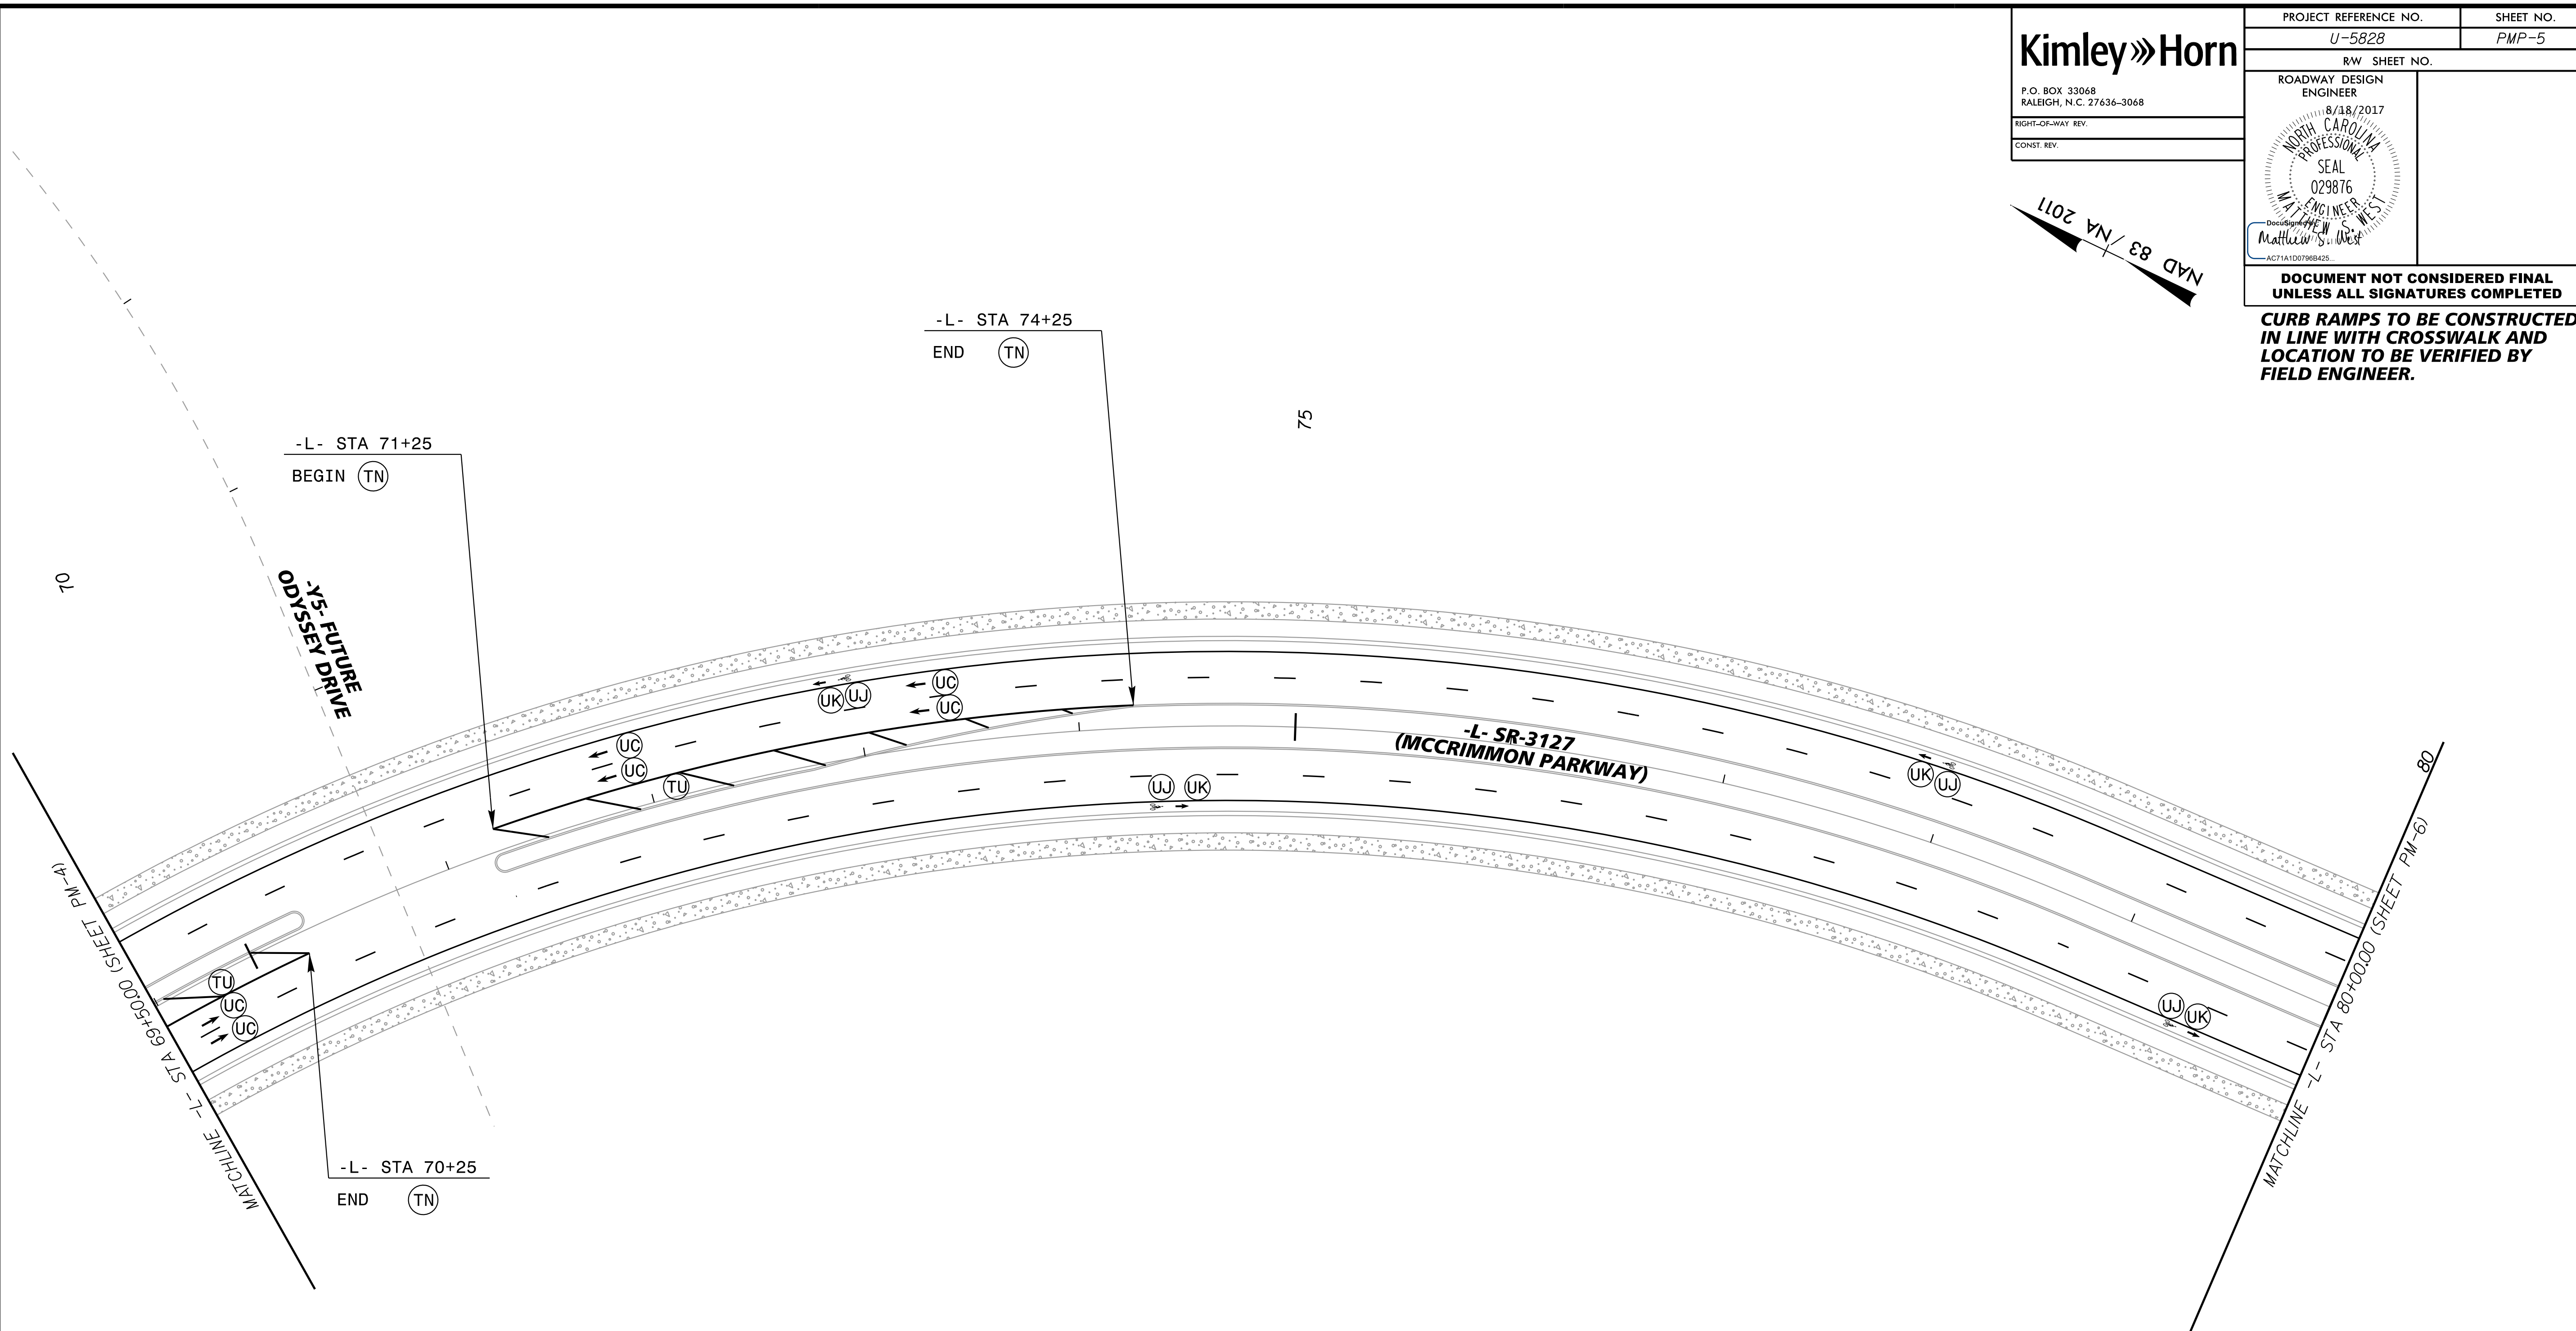 Kimley»Horn
P.O. BOX 33068
RALEIGH, N.C. 27636–3068
RIGHT–OF–WAY REV.
CONST. REV.
PROJECT REFERENCE NO.
SHEET NO.
U-5828
PMP-5
R/W SHEET NO.
ROADWAY DESIGN
ENGINEER
8/18/2017
NORTH CAROLINA
PROFESSIONAL
SEAL
029876
ENGINEER
MATTHEW S. WEST
Matthew S. West
AC71A1D0796B425...
DOCUMENT NOT CONSIDERED FINAL
UNLESS ALL SIGNATURES COMPLETED
CURB RAMPS TO BE CONSTRUCTED
IN LINE WITH CROSSWALK AND
LOCATION TO BE VERIFIED BY
FIELD ENGINEER.
NAD 83 /NA 2011
-L- STA 74+25
END TN
75
-L- STA 71+25
BEGIN TN
70
-Y5- FUTURE
ODYSSEY DRIVE
UK UJ
UC
UC
UC
UC
TU
-L- SR-3127
(MCCRIMMON PARKWAY)
UJ UK
UK UJ
80
TU
UC
UC
UJ UK
MATCHLINE -L- STA 69+50.00 (SHEET PM-4)
MATCHLINE -L- STA 80+00.00 (SHEET PM-6)
-L- STA 70+25
END TN